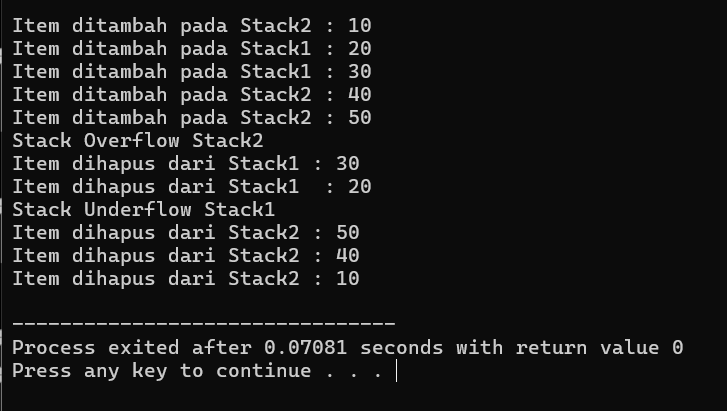 Item ditambah pada Stack2 : 10
Item ditambah pada Stack1 : 20
Item ditambah pada Stack1 : 30
Item ditambah pada Stack2 : 40
Item ditambah pada Stack2 : 50
Stack Overflow Stack2
Item dihapus dari Stack1 : 30
Item dihapus dari Stack1  : 20
Stack Underflow Stack1
Item dihapus dari Stack2 : 50
Item dihapus dari Stack2 : 40
Item dihapus dari Stack2 : 10
--------------------------------
Process exited after 0.07081 seconds with return value 0
Press any key to continue . . .